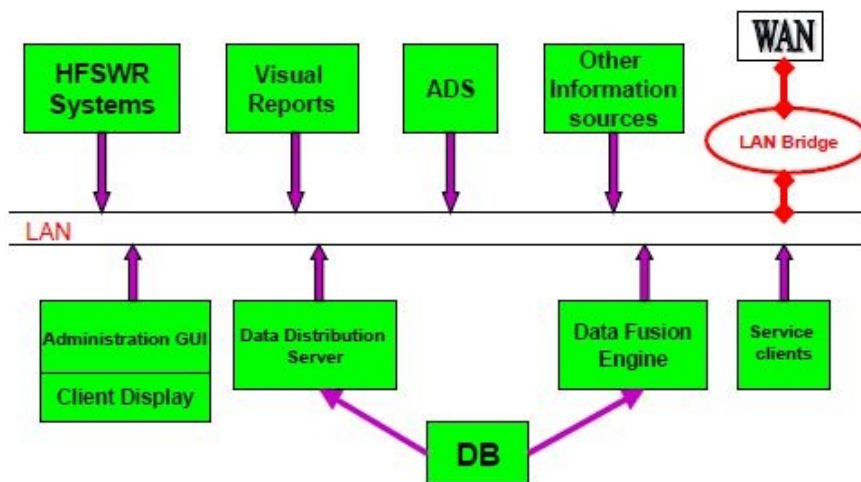 HFSWR
Systems
Visual
Reports
ADS
Other
Information
sources
WAN
LAN Bridge
LAN
Administration GUI
Client Display
Data Distribution
Server
Data Fusion
Engine
Service
clients
DB